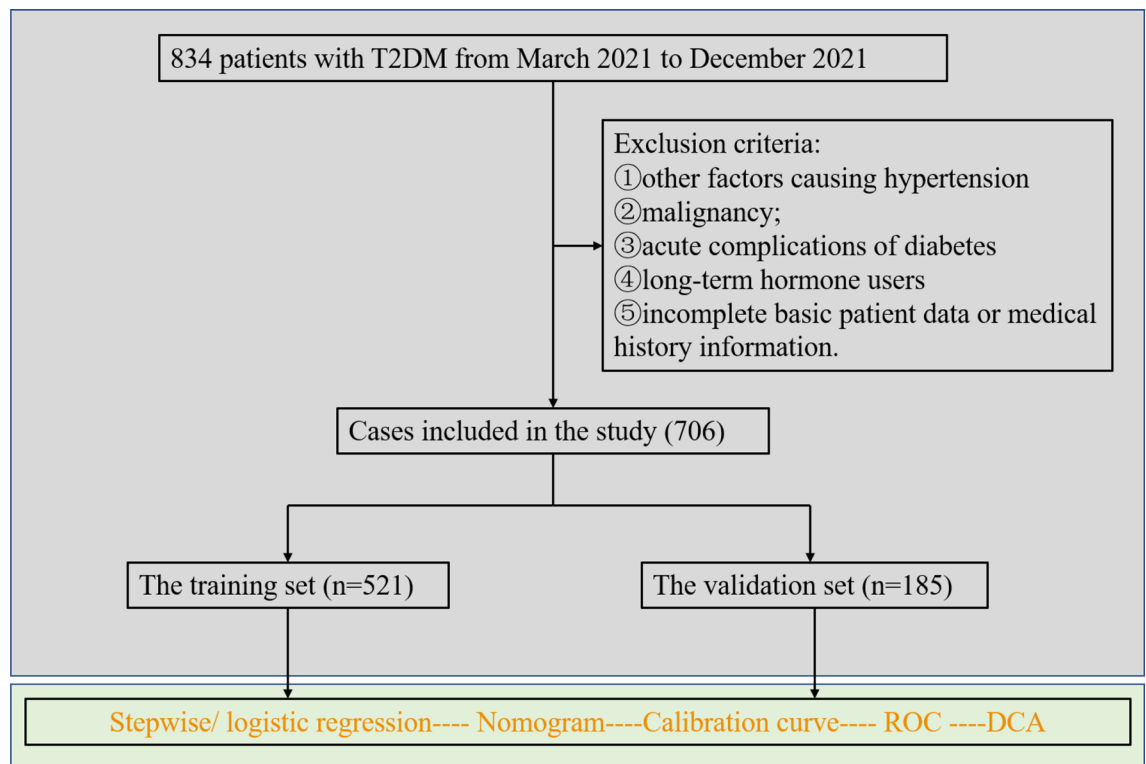 834 patients with T2DM from March 2021 to December 2021
Exclusion criteria:
①other factors causing hypertension
②malignancy;
③acute complications of diabetes
④long-term hormone users
⑤incomplete basic patient data or medical
history information.
Cases included in the study (706)
The training set (n=521)
The validation set (n=185)
Stepwise/ logistic regression---- Nomogram----Calibration curve---- ROC ----DCA